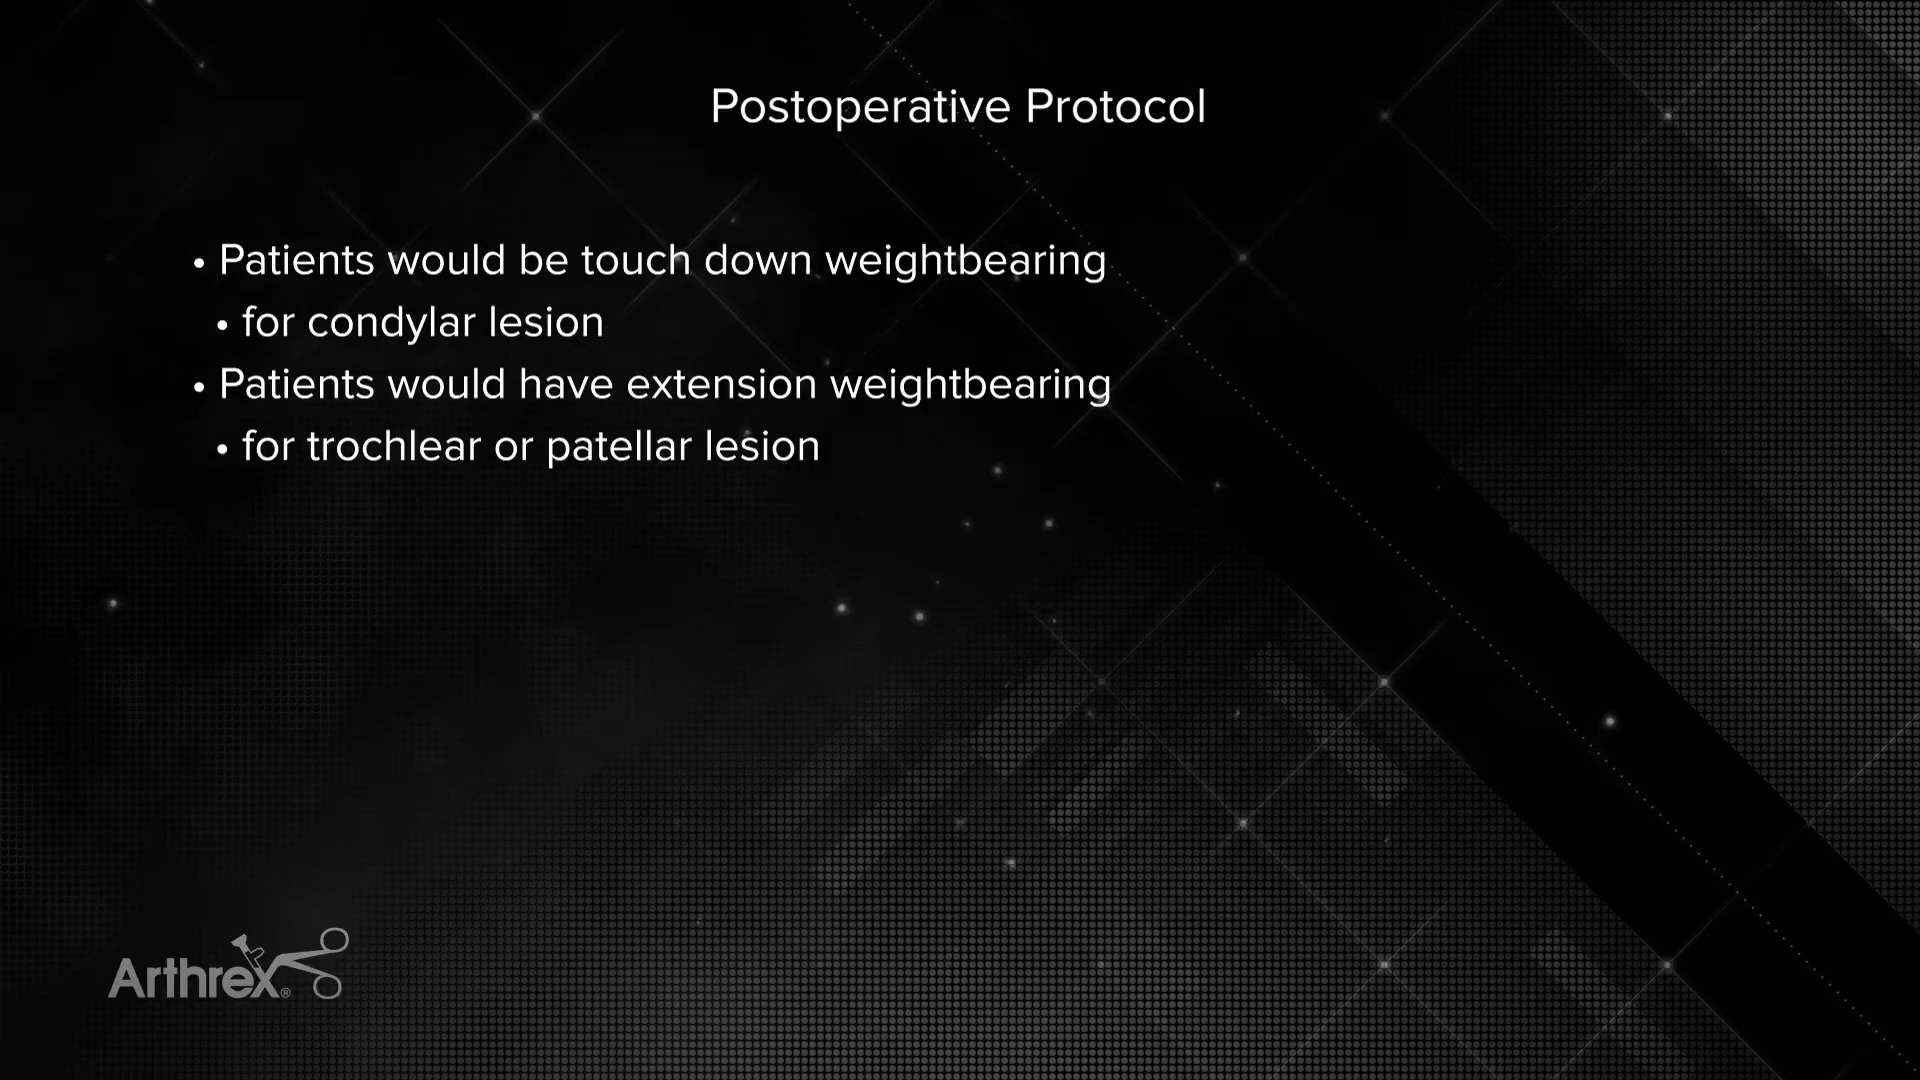 Postoperative Protocol
• Patients would be touch down weightbearing
• for condylar lesion
• Patients would have extension weightbearing
• for trochlear or patellar lesion
Arthrex®